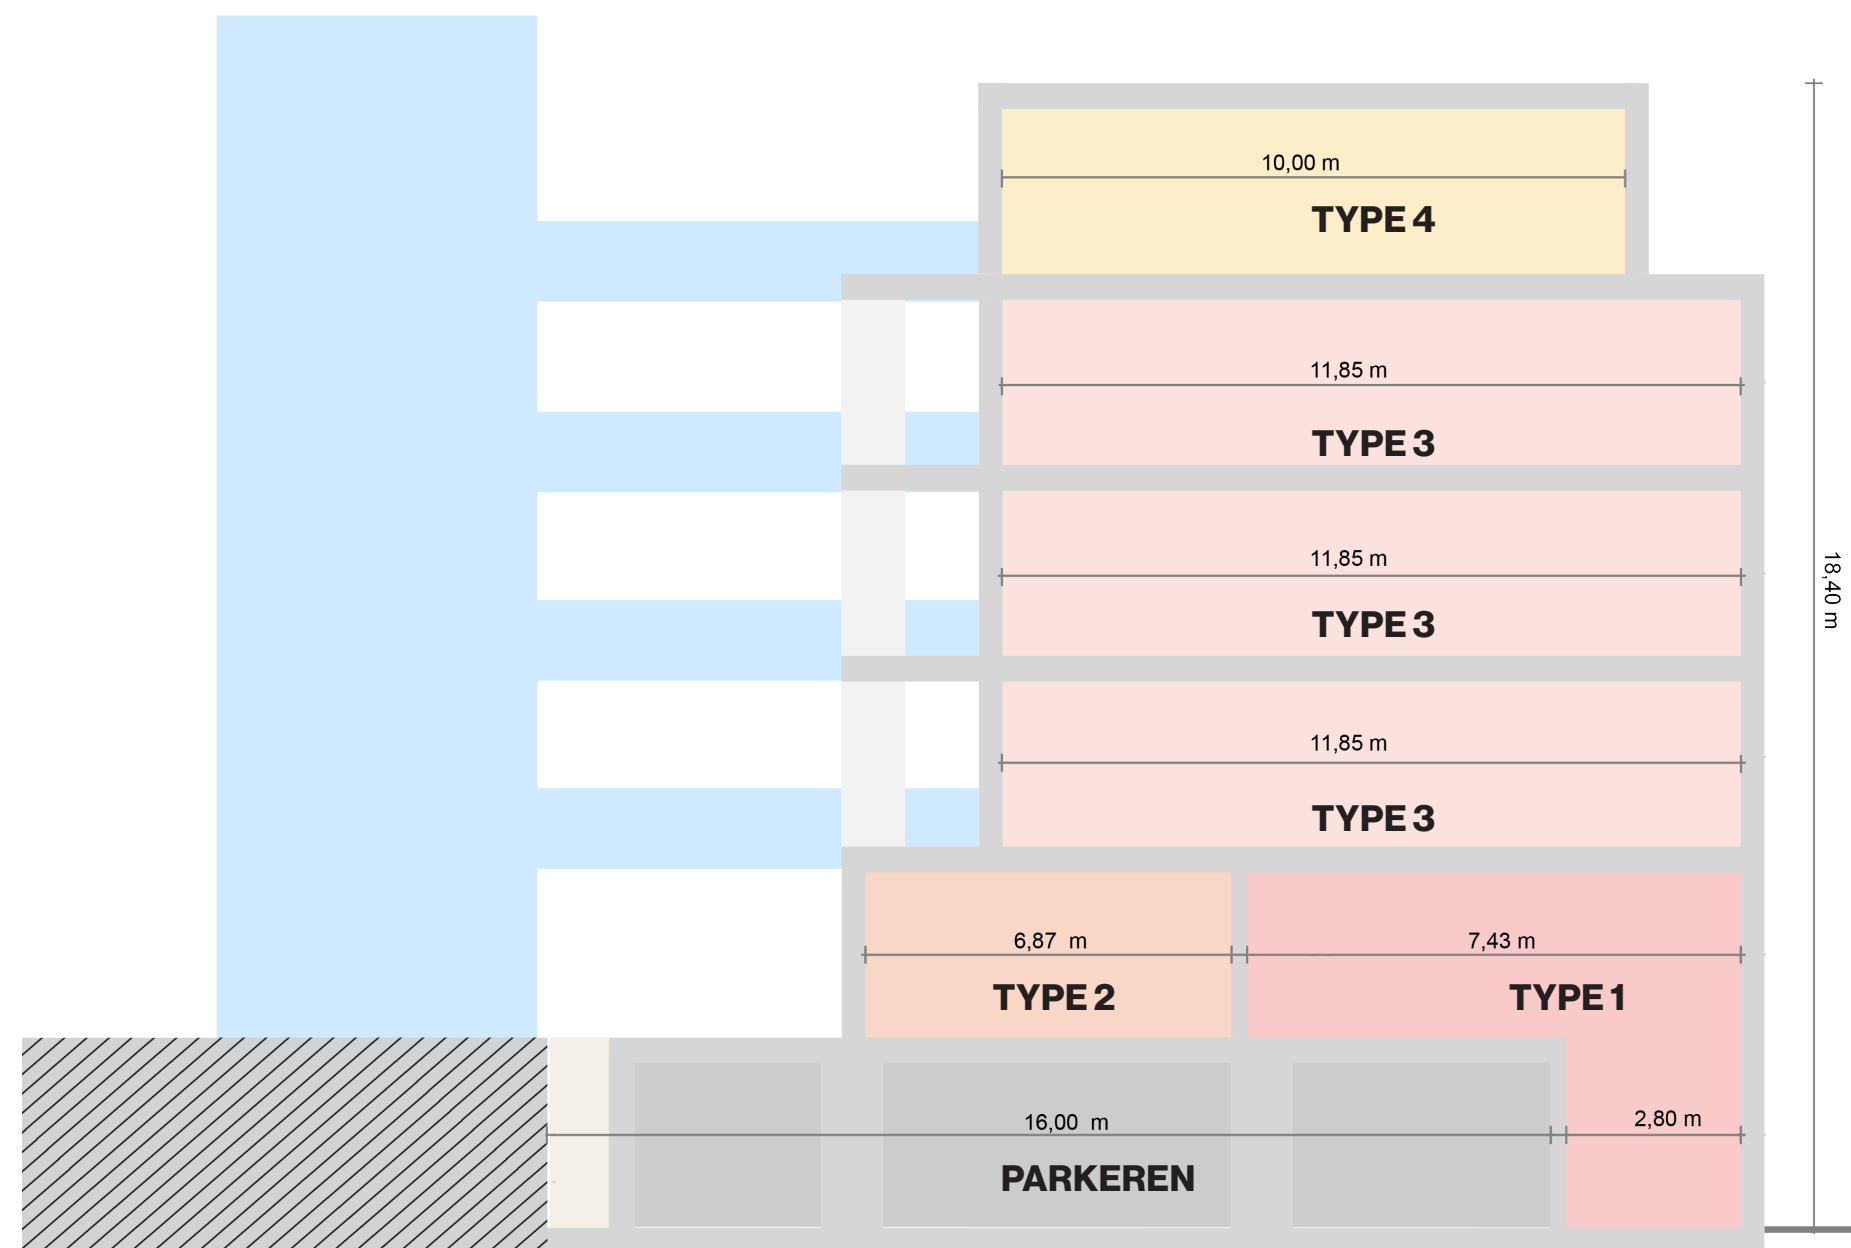 10,00 m
TYPE 4
11,85 m
TYPE 3
18,40 m
11,85 m
TYPE 3
11,85 m
TYPE 3
6,87 m
7,43 m
TYPE 2
TYPE 1
16,00 m
2,80 m
PARKEREN